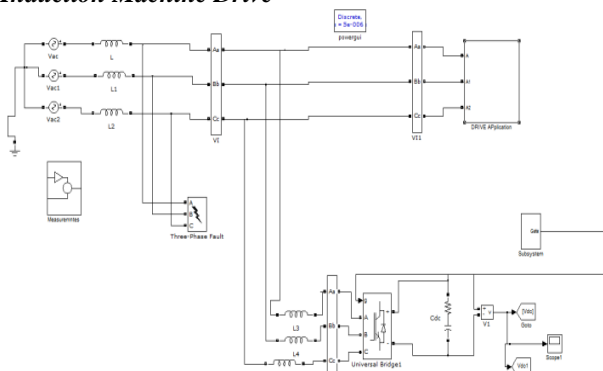 Induction Machine Drive
Discrete,
= 5e-006
powergui
Vac
L
Aa
Aa
A
Vac1
L1
Bb
Bb
A1
Vac2
L2
Cc
Cc
A2
VI
VI1
DRIVE APplication
Measuremntes
A
B
C
Three-Phase Fault
Gate
Subsystem
Aa
g
A
L3
Bb
B
Cdc
V1
[Vdc]
Goto
L4
Cc
C
Universal Bridge1
Scope1
Vdc1